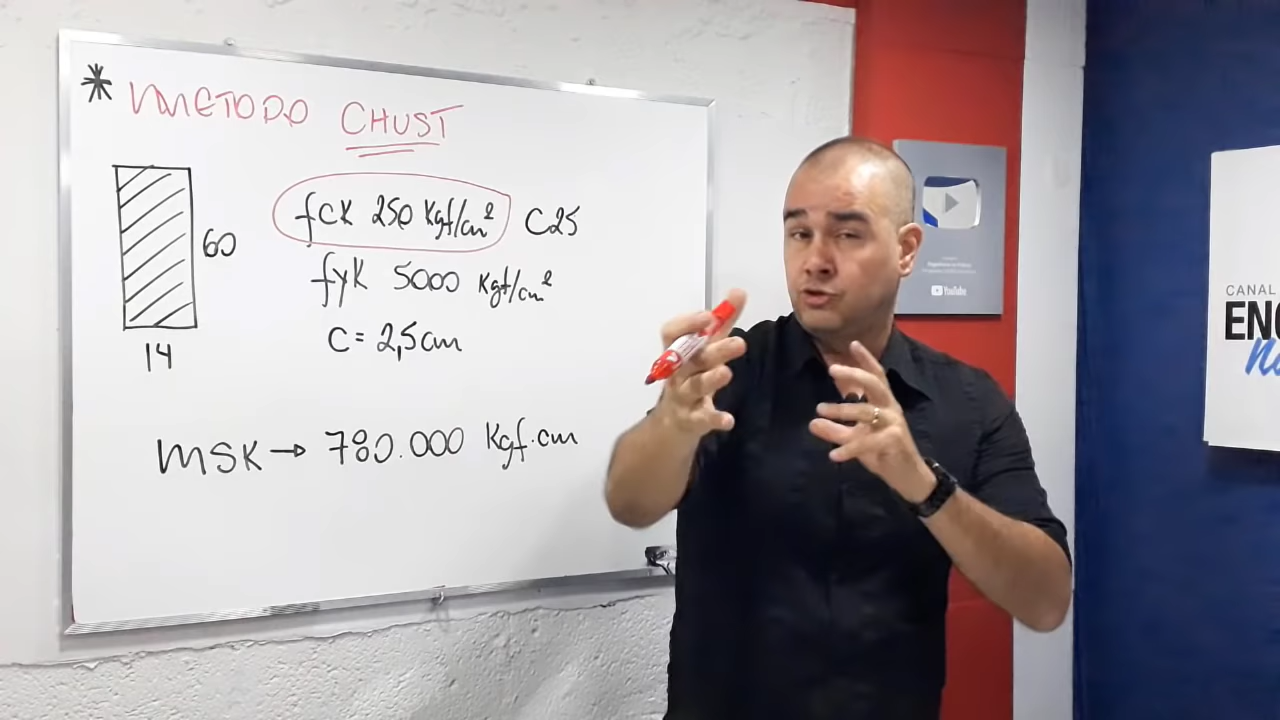 * METODO CHUST
fck 250 Kgf/cm² C25
fyk 5000 Kgf/cm²
c = 2,5cm
60
14
MSK → 780.000 Kgf.cm
YouTube
CANAL